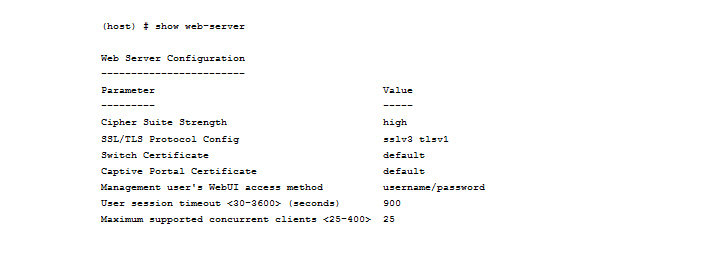 (host) # show web-server
Web Server Configuration
------------------------
Parameter Value
--------- -----
Cipher Suite Strength high
SSL/TLS Protocol Config sslv3 tlsv1
Switch Certificate default
Captive Portal Certificate default
Management user's WebUI access method username/password
User session timeout <30-3600> (seconds) 900
Maximum supported concurrent clients <25-400> 25